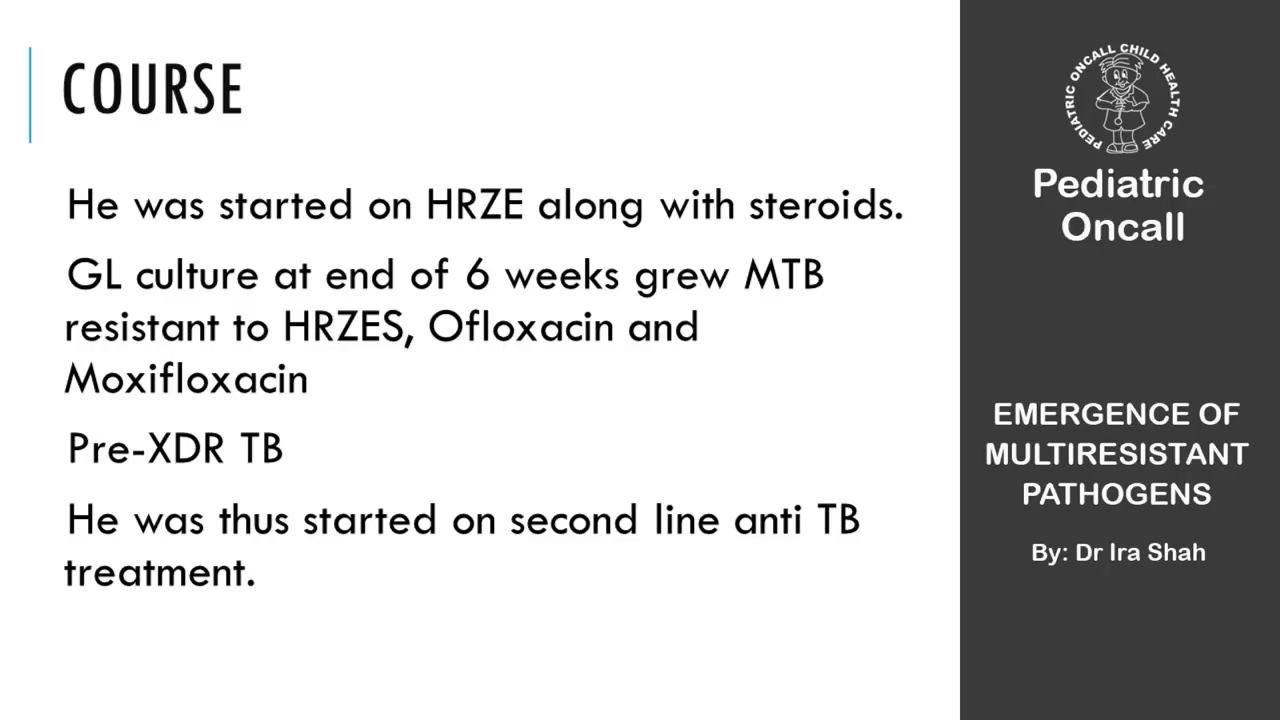 COURSE
He was started on HRZE along with steroids.
GL culture at end of 6 weeks grew MTB
resistant to HRZES, Ofloxacin and
Moxifloxacin
Pre-XDR TB
He was thus started on second line anti TB
treatment.
PEDIATRIC ONCALL CHILD HEALTH CARE
Pediatric
Oncall
EMERGENCE OF
MULTIRESISTANT
PATHOGENS
By: Dr Ira Shah